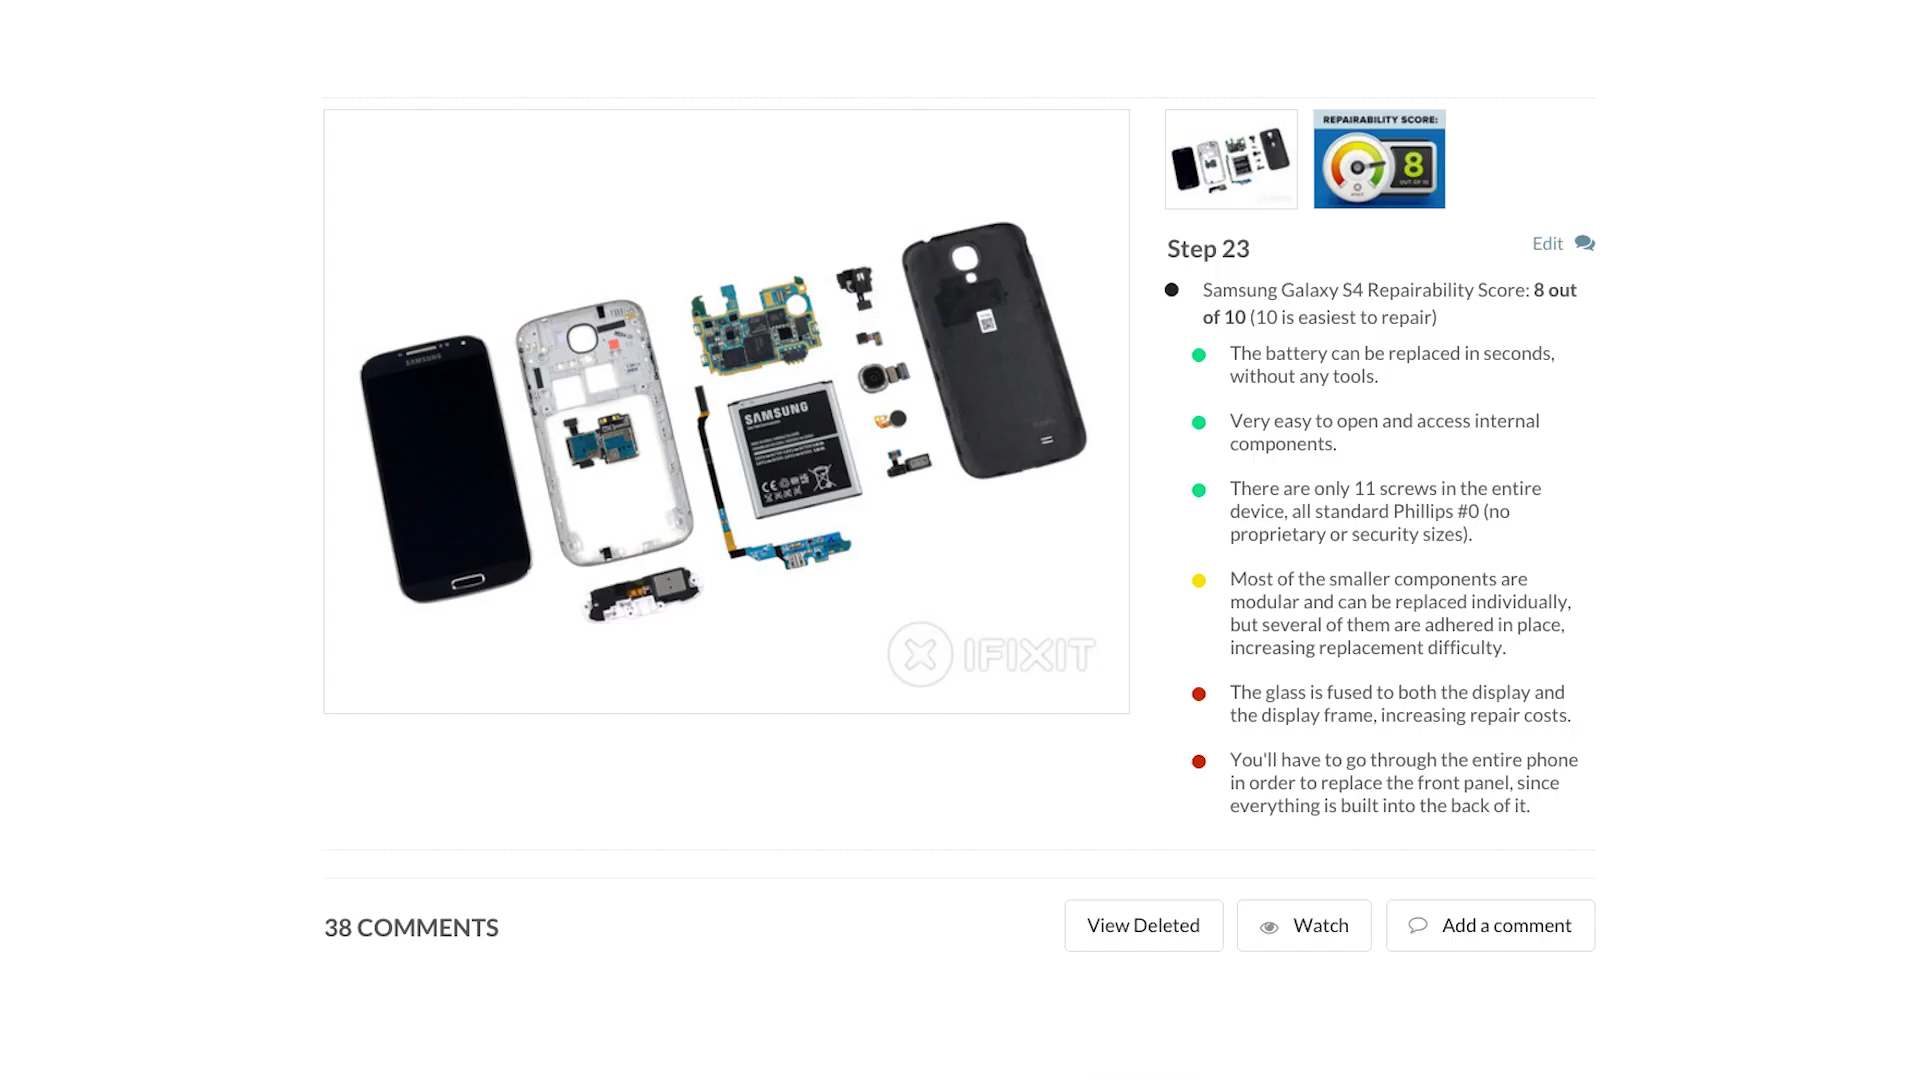 REPAIRABILITY SCORE:
8
OUT OF 10
Step 23
Edit
Samsung Galaxy S4 Repairability Score: 8 out
of 10 (10 is easiest to repair)
The battery can be replaced in seconds,
without any tools.
Very easy to open and access internal
components.
There are only 11 screws in the entire
device, all standard Phillips #0 (no
proprietary or security sizes).
Most of the smaller components are
modular and can be replaced individually,
but several of them are adhered in place,
increasing replacement difficulty.
The glass is fused to both the display and
the display frame, increasing repair costs.
You'll have to go through the entire phone
in order to replace the front panel, since
everything is built into the back of it.
SAMSUNG
SAMSUNG
CE
IFIXIT
38 COMMENTS
View Deleted
Watch
Add a comment